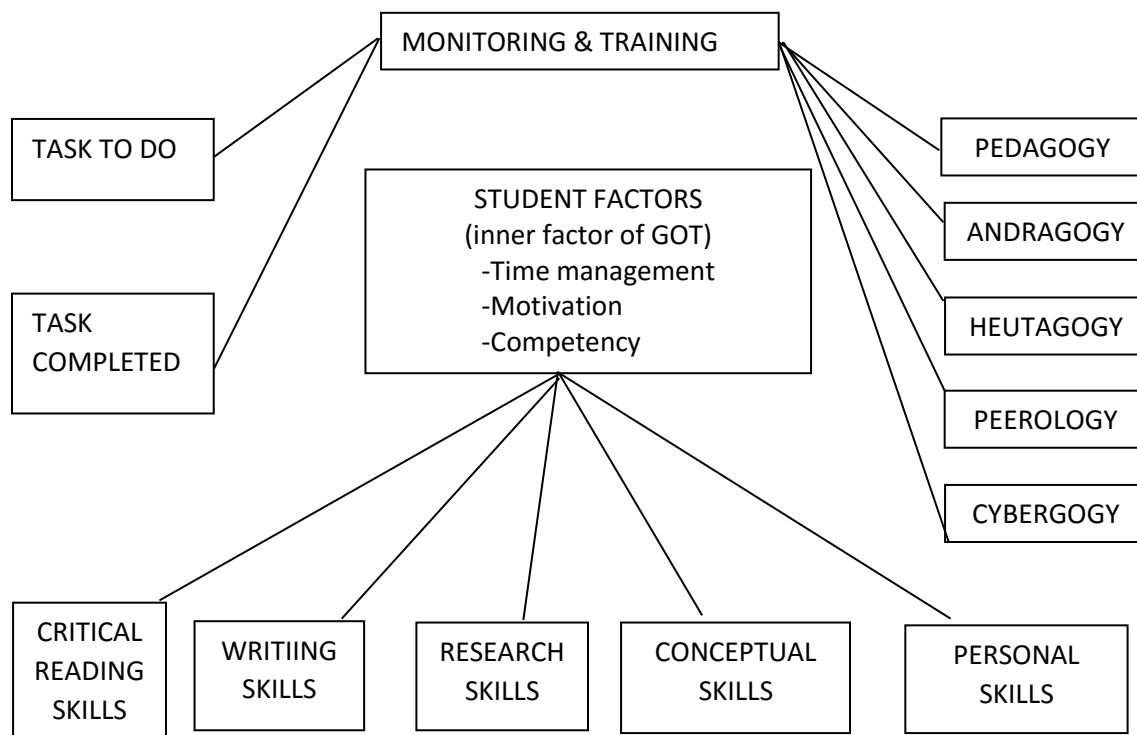 MONITORING & TRAINING
TASK TO DO
PEDAGOGY
STUDENT FACTORS
(inner factor of GOT)
-Time management
-Motivation
-Competency
ANDRAGOGY
TASK
COMPLETED
HEUTAGOGY
PEEROLOGY
CYBERGOGY
CRITICAL
READING
SKILLS
WRITIING
SKILLS
RESEARCH
SKILLS
CONCEPTUAL
SKILLS
PERSONAL
SKILLS